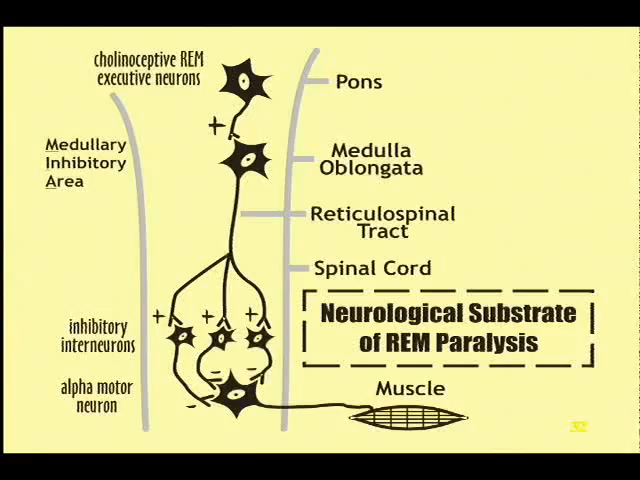 cholinoceptive REM
executive neurons
Pons
+
Medullary
Inhibitory
Area
Medulla
Oblongata
Reticulospinal
Tract
Spinal Cord
+
+
+
Neurological Substrate
of REM Paralysis
inhibitory
interneurons
alpha motor
neuron
-
-
-
Muscle
32